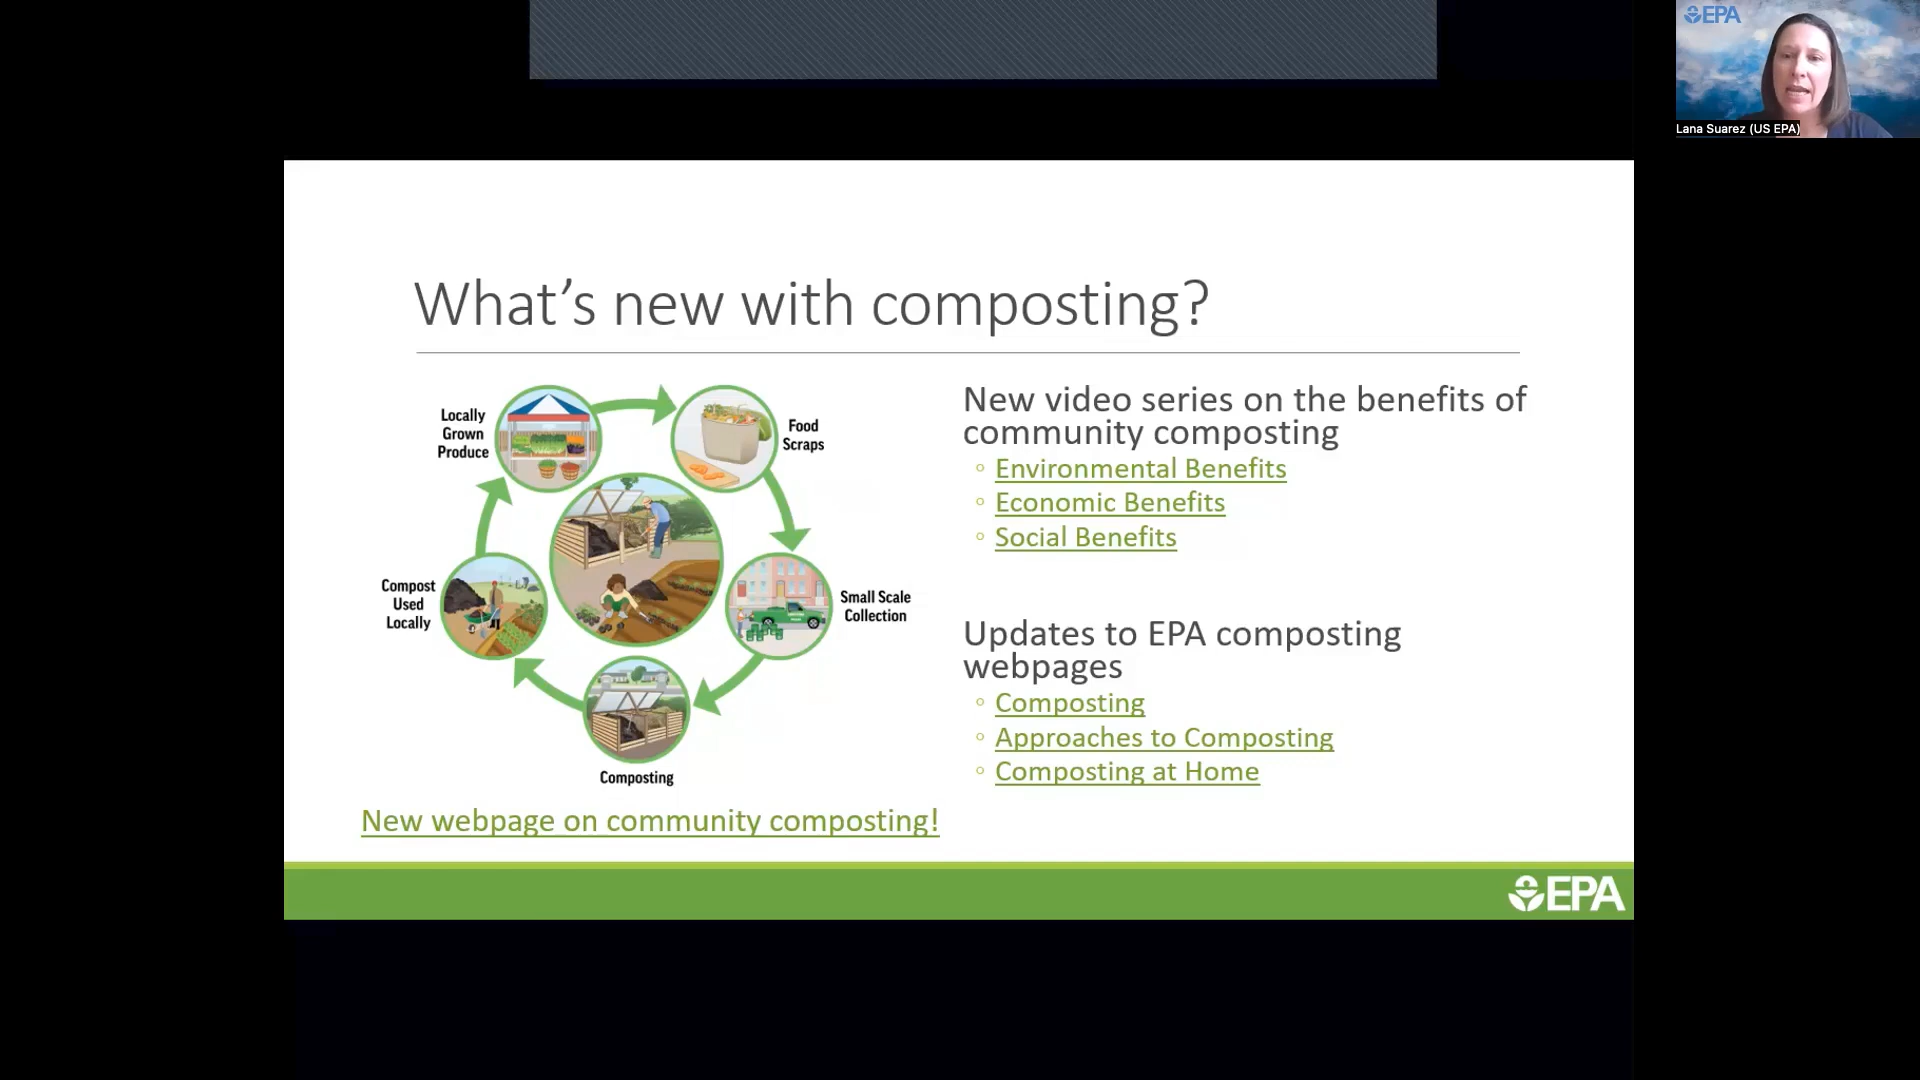 EPA
Lana Suarez (US EPA)
What's new with composting?
Locally
Grown
Produce
Food
Scraps
Compost
Used
Locally
Small Scale
Collection
Composting
New webpage on community composting!
New video series on the benefits of
community composting
Environmental Benefits
Economic Benefits
Social Benefits
Updates to EPA composting
webpages
Composting
Approaches to Composting
Composting at Home
EPA